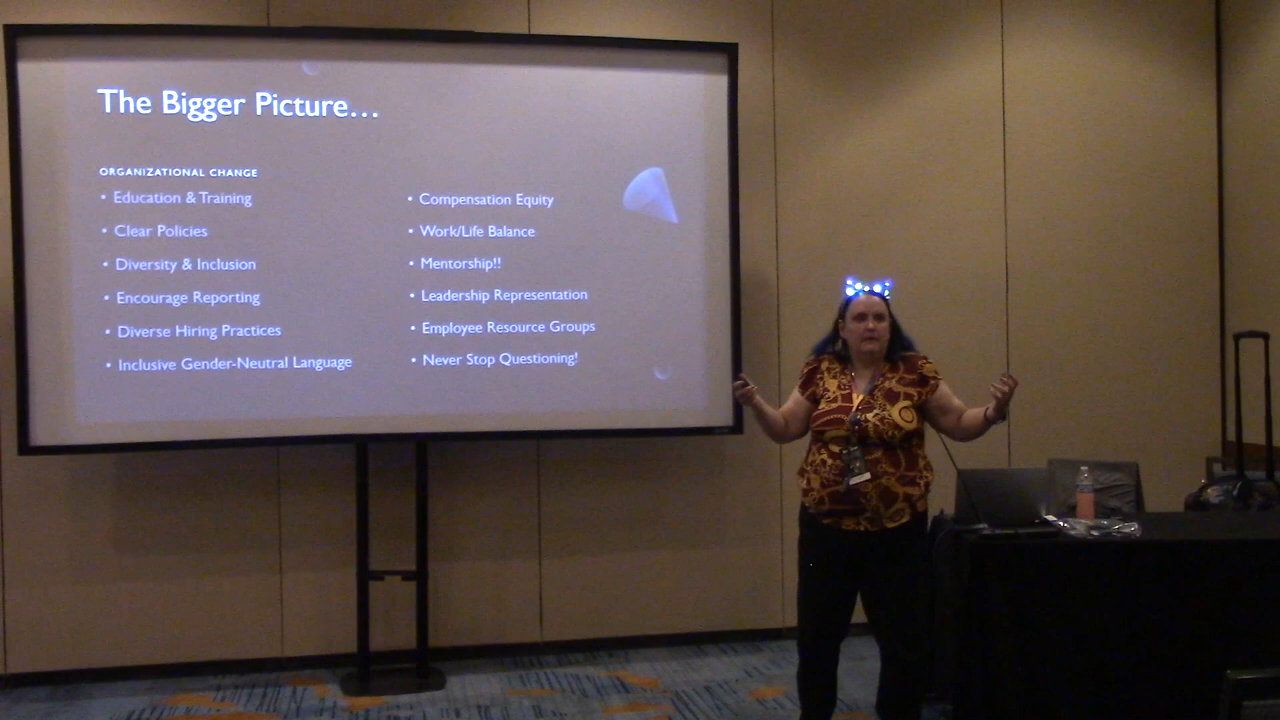 The Bigger Picture...
ORGANIZATIONAL CHANGE
• Education & Training
• Clear Policies
• Diversity & Inclusion
• Encourage Reporting
• Diverse Hiring Practices
• Inclusive Gender-Neutral Language
• Compensation Equity
• Work/Life Balance
• Mentorship!!
• Leadership Representation
• Employee Resource Groups
• Never Stop Questioning!